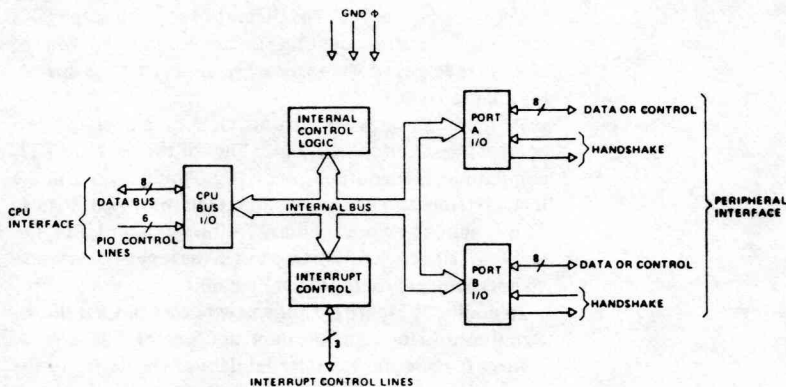 GND Φ
INTERNAL
CONTROL
LOGIC
PORT
A
I/O
8
DATA OR CONTROL
HANDSHAKE
CPU
INTERFACE
8
DATA BUS
6
PIO CONTROL
LINES
CPU
BUS
I/O
INTERNAL BUS
PERIPHERAL
INTERFACE
INTERRUPT
CONTROL
PORT
B
I/O
8
DATA OR CONTROL
HANDSHAKE
3
INTERRUPT CONTROL LINES